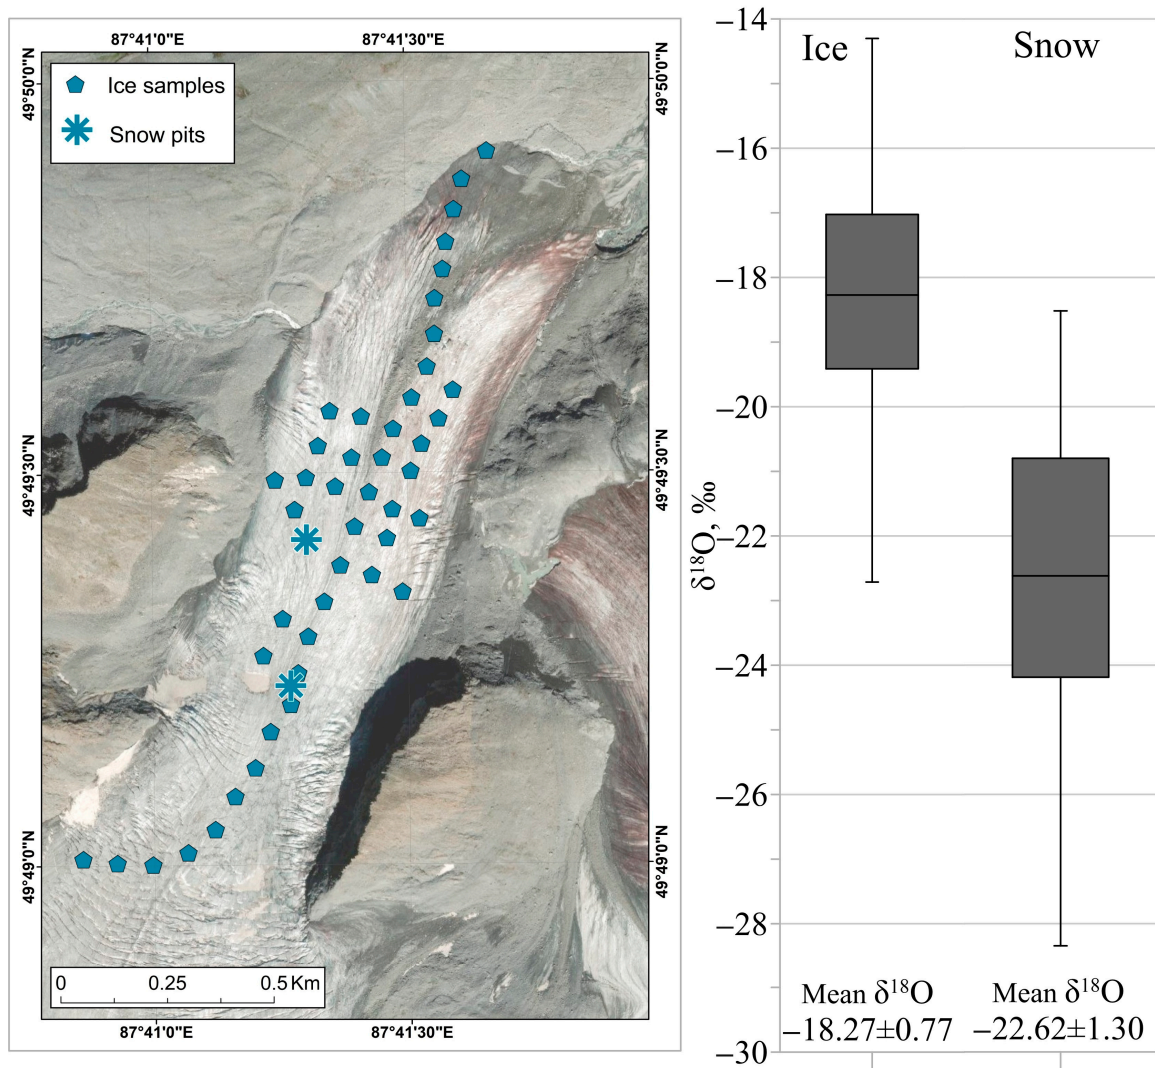 87°41'0"E 87°41'30"E
49°50'0"N 49°50'0"N
Ice samples
Snow pits
49°49'30"N 49°49'30"N
49°49'0"N 49°49'0"N
0 0.25 0.5 Km
87°41'0"E 87°41'30"E
Ice Snow
−14
−16
−18
−20
−22
−24
−26
−28
−30
δ¹⁸O, ‰
Mean δ¹⁸O Mean δ¹⁸O
−18.27±0.77 −22.62±1.30